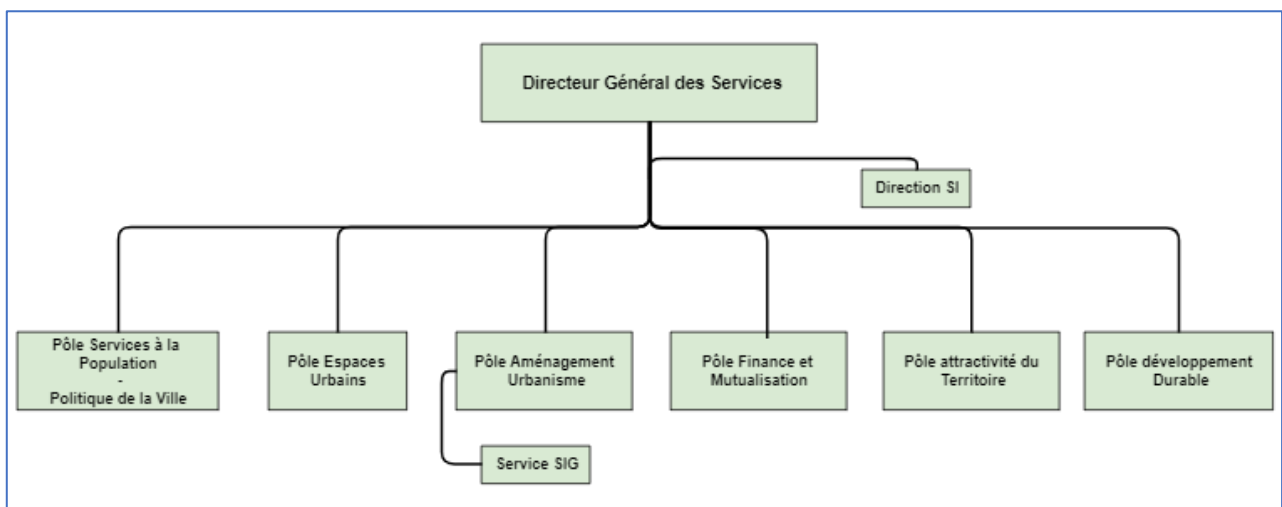 Directeur Général des Services
Direction SI
Pôle Services à la
Population
-
Politique de la Ville
Pôle Espaces
Urbains
Pôle Aménagement
Urbanisme
Pôle Finance et
Mutualisation
Pôle attractivité du
Territoire
Pôle développement
Durable
Service SIG